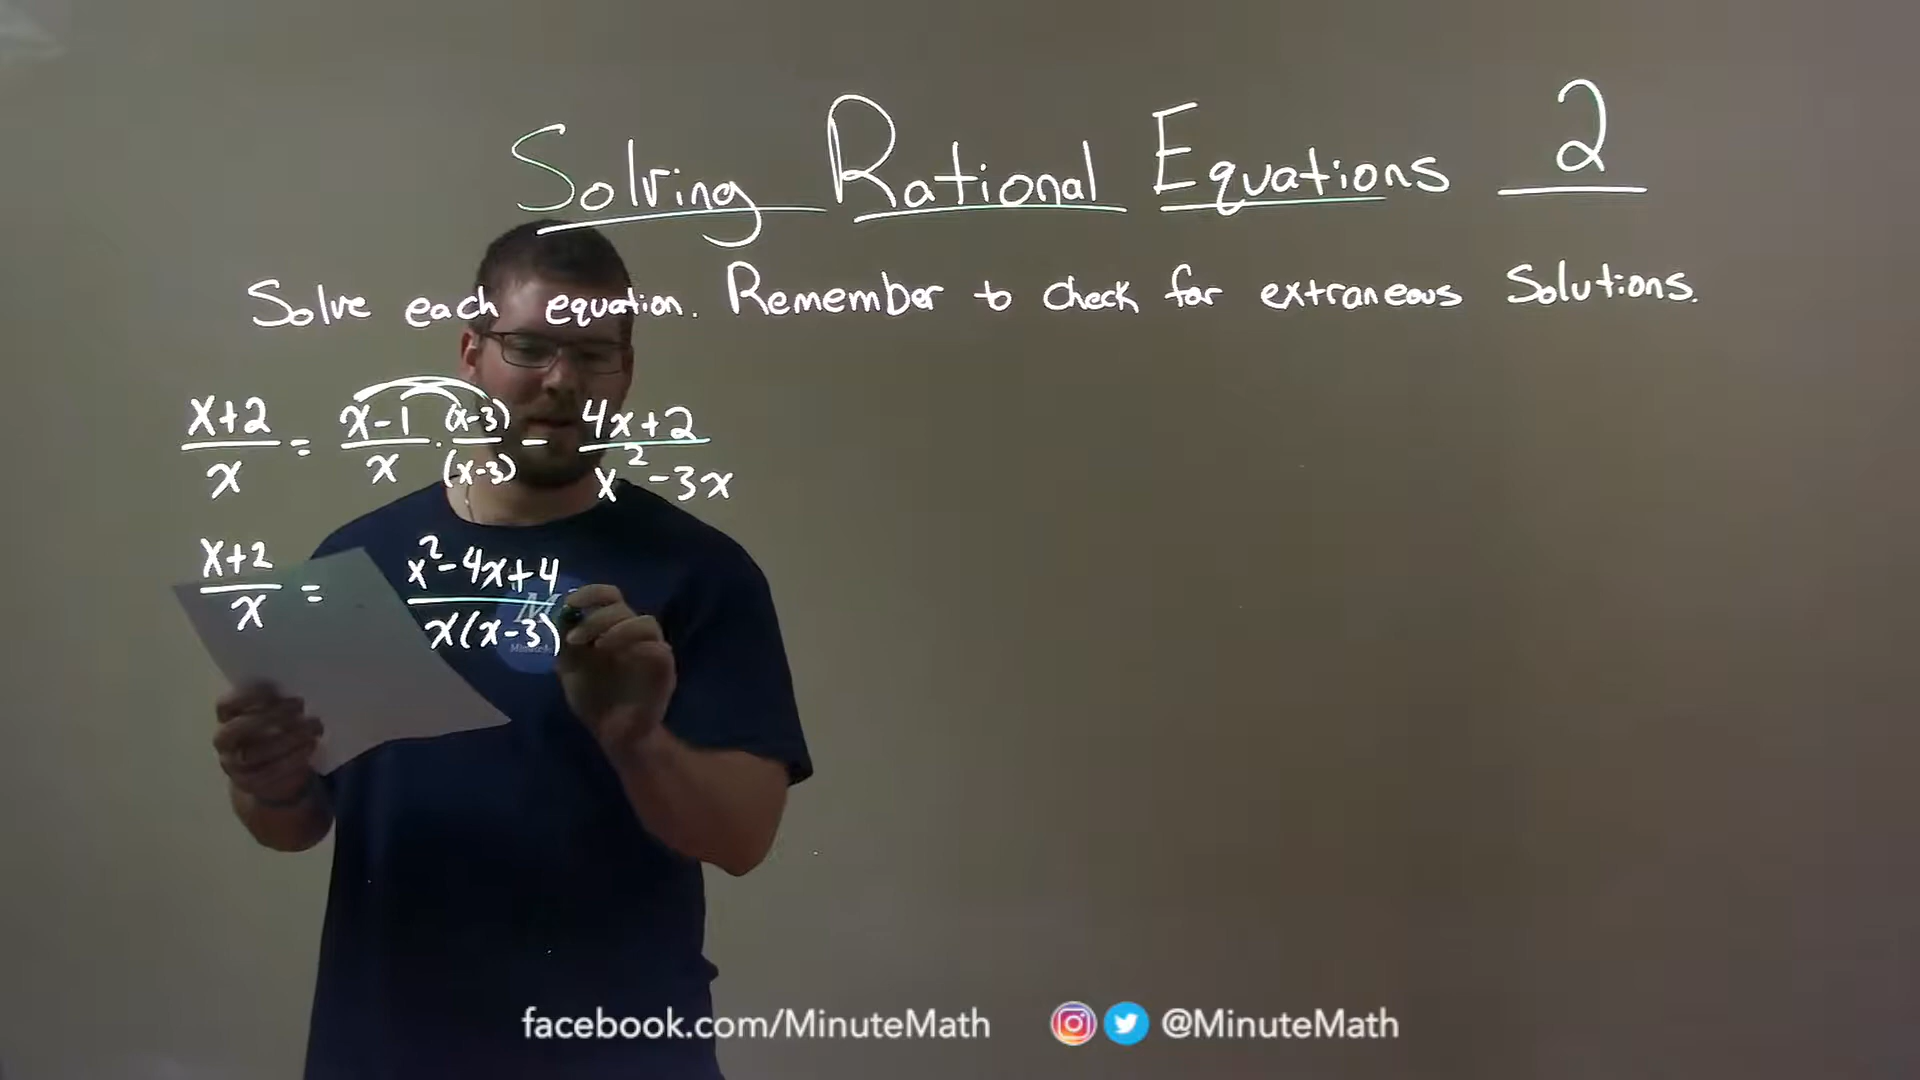 Solving Rational Equations 2
Solve each equation. Remember to check for extraneous Solutions.
x+2/x = x-1/x · (x-3)/(x-3) - 4x+2/x²-3x
x+2/x = x²-4x+4/x(x-3)
facebook.com/MinuteMath @MinuteMath